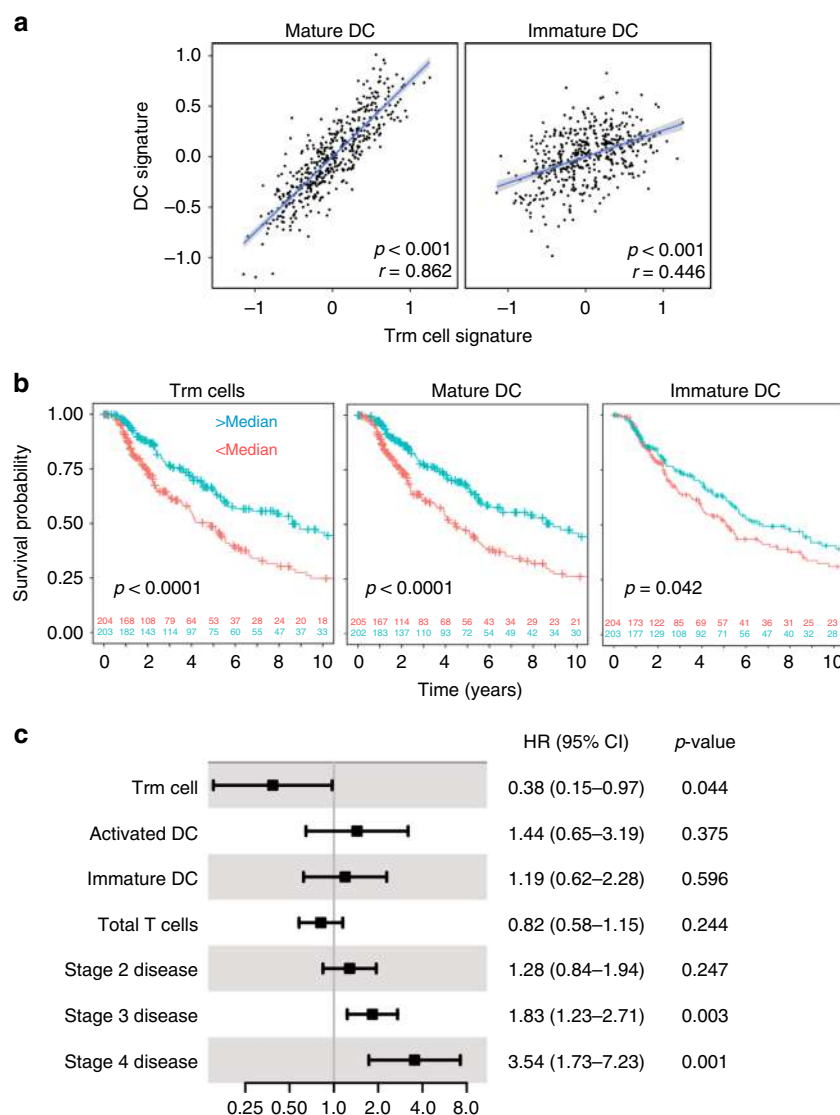 a
Mature DC
Immature DC
DC signature
1.0
0.5
0.0
−0.5
−1.0
p < 0.001
r = 0.862
p < 0.001
r = 0.446
−1 0 1
−1 0 1
Trm cell signature
b
Trm cells
Mature DC
Immature DC
Survival probability
1.00
0.75
0.50
0.25
0.00
>Median
<Median
p < 0.0001
204 168 108 79 64 53 37 28 24 20 18
203 182 143 114 97 75 60 55 47 37 33
0 2 4 6 8 10
p < 0.0001
205 167 114 83 68 56 43 34 29 23 21
202 183 137 110 93 72 54 49 42 34 30
0 2 4 6 8 10
p = 0.042
204 173 122 85 69 57 41 36 31 25 23
203 177 129 108 92 71 56 47 40 32 28
0 2 4 6 8 10
Time (years)
c
HR (95% CI) p-value
Trm cell 0.38 (0.15–0.97) 0.044
Activated DC 1.44 (0.65–3.19) 0.375
Immature DC 1.19 (0.62–2.28) 0.596
Total T cells 0.82 (0.58–1.15) 0.244
Stage 2 disease 1.28 (0.84–1.94) 0.247
Stage 3 disease 1.83 (1.23–2.71) 0.003
Stage 4 disease 3.54 (1.73–7.23) 0.001
0.25 0.50 1.0 2.0 4.0 8.0